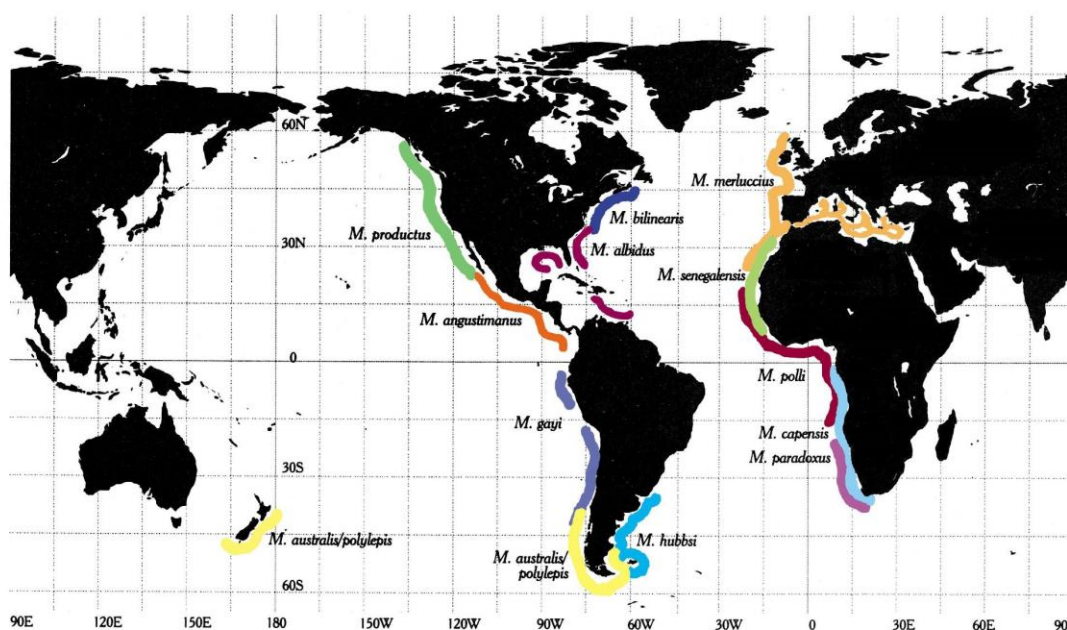 60N
M. merluccius
M. bilinearis
M. productus
30N
M. albidus
M. senegalensis
M. angustimanus
0
M. polli
M. gayi
M. capensis
M. paradoxus
30S
M. australis/polylepis
M. hubbsi
M. australis/
polylepis
60S
90E 120E 150E 180 150W 120W 90W 60W 30W 0 30E 60E 90E